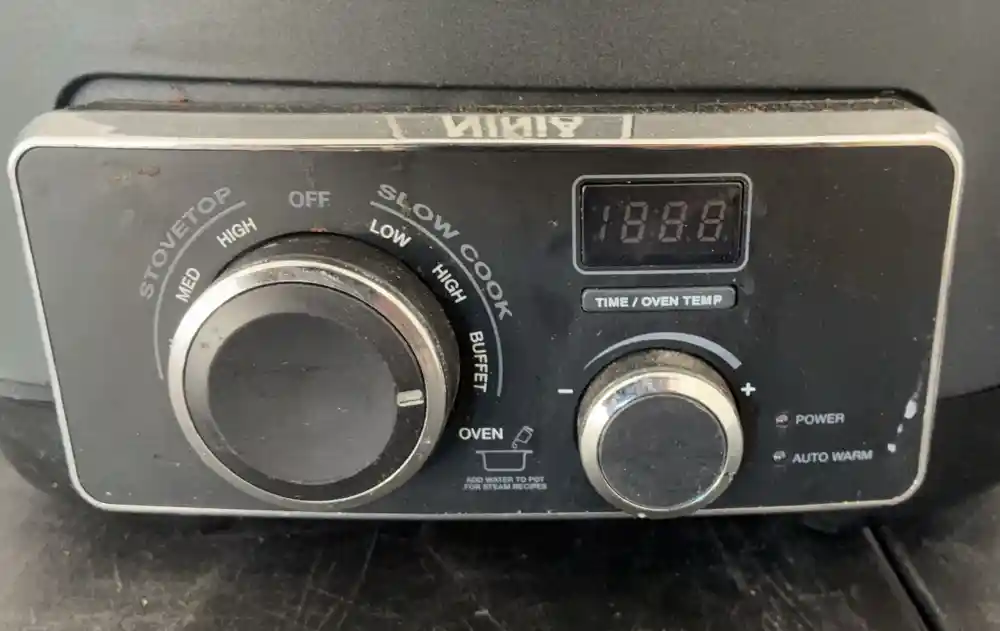 NINJA
STOVETOP
MED
HIGH
OFF
SLOW COOK
LOW
HIGH
BUFFET
OVEN
ADD WATER TO POT
FOR STEAM RECIPES
1888
TIME / OVEN TEMP
− +
POWER
AUTO WARM